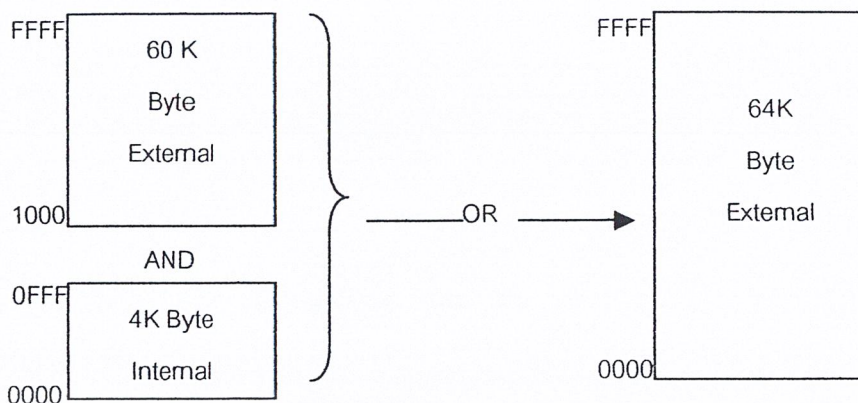 FFFF
60 K
Byte
External
1000
AND
0FFF
4K Byte
Internal
0000
OR
FFFF
64K
Byte
External
0000